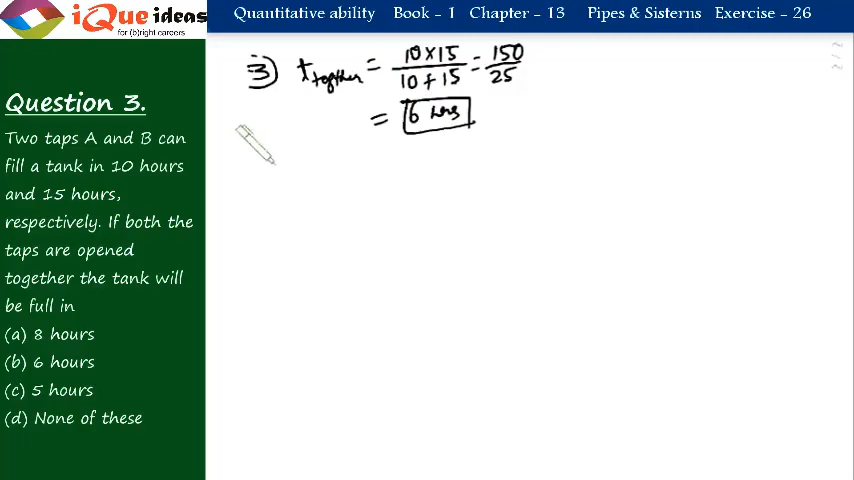 iQue ideas
for (b)right careers
Quantitative ability Book - 1 Chapter - 13 Pipes & Sisterns Exercise - 26
Question 3.
Two taps A and B can
fill a tank in 10 hours
and 15 hours,
respectively. If both the
taps are opened
together the tank will
be full in
(a) 8 hours
(b) 6 hours
(c) 5 hours
(d) None of these
3) t together = 10 × 15 / 10 + 15 = 150 / 25
= 6 hrs
2/2